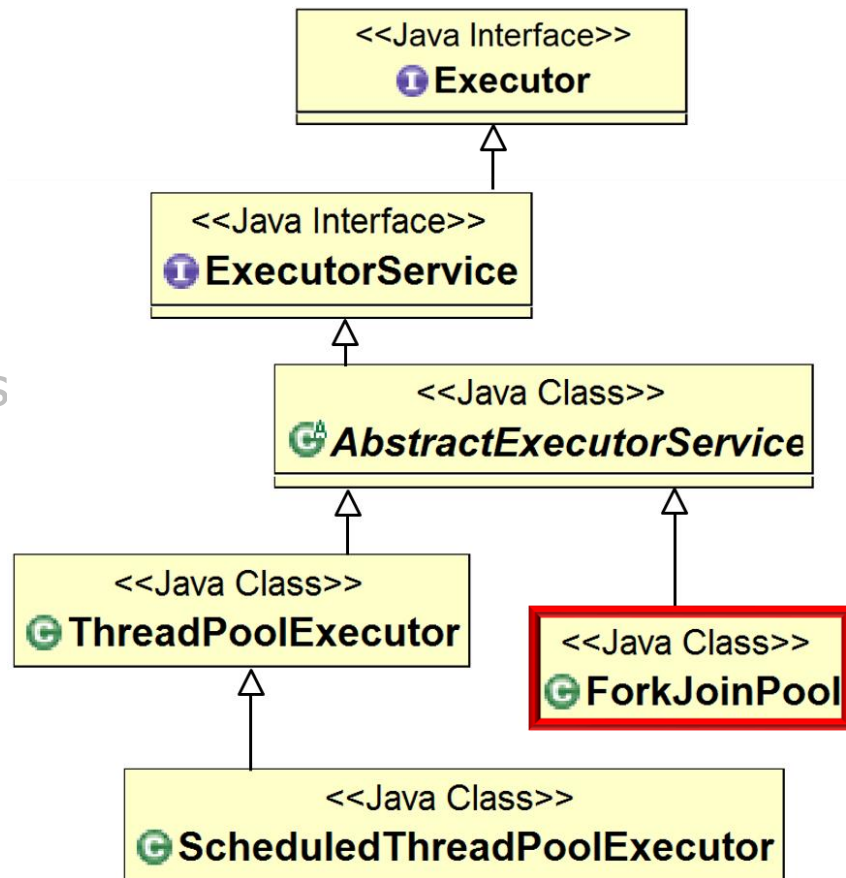 <<Java Interface>>
Executor
<<Java Interface>>
ExecutorService
s
<<Java Class>>
AbstractExecutorService
<<Java Class>>
ThreadPoolExecutor
<<Java Class>>
ForkJoinPool
<<Java Class>>
ScheduledThreadPoolExecutor